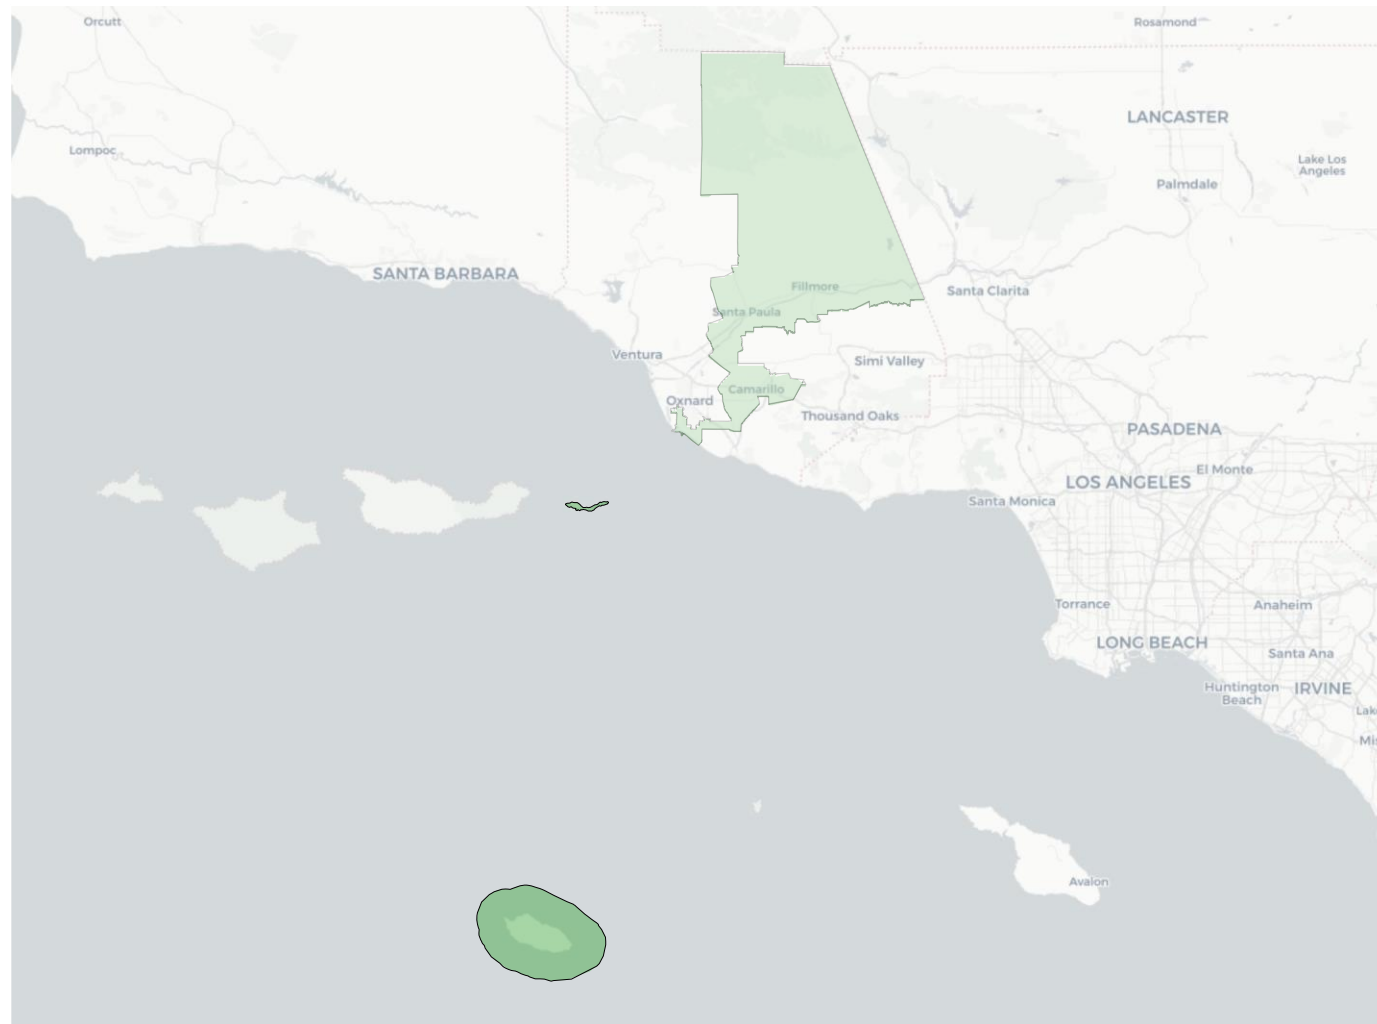 Orcutt
Rosamond
LANCASTER
Lompoc
Lake Los
Angeles
Palmdale
SANTA BARBARA
Fillmore
Santa Clarita
Santa Paula
Ventura
Simi Valley
Camarillo
Oxnard
Thousand Oaks
PASADENA
El Monte
LOS ANGELES
Santa Monica
Torrance
Anaheim
LONG BEACH
Santa Ana
Huntington
Beach
IRVINE
Lak
Mis
Avalon